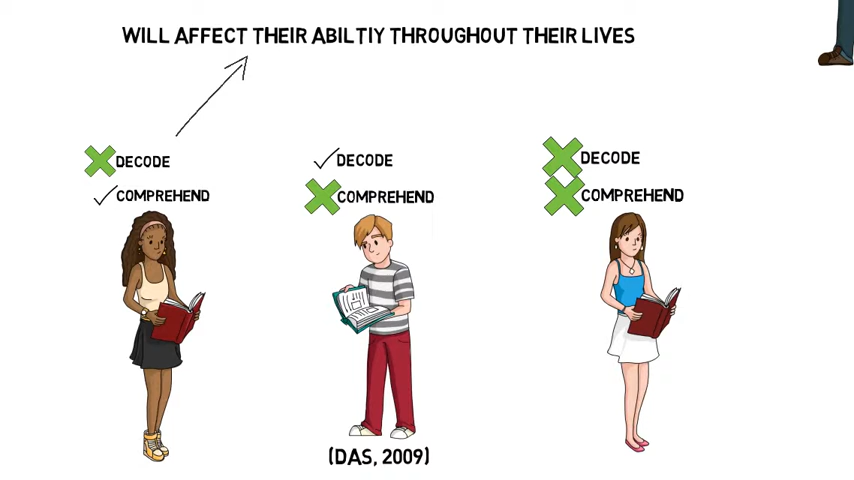 WILL AFFECT THEIR ABILTIY THROUGHOUT THEIR LIVES
DECODE
COMPREHEND
DECODE
COMPREHEND
DECODE
COMPREHEND
(DAS, 2009)